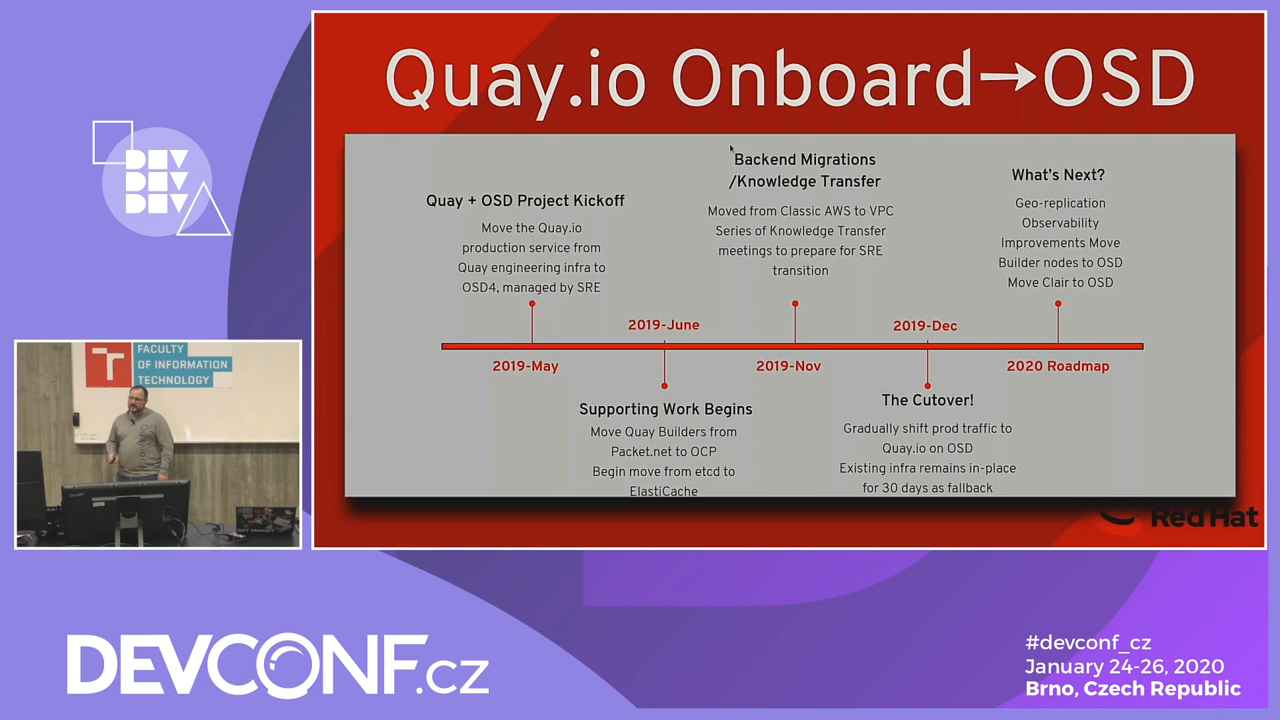 Quay.io Onboard→OSD
Quay + OSD Project Kickoff
Move the Quay.io
production service from
Quay engineering infra to
OSD4, managed by SRE
2019-May
2019-June
Supporting Work Begins
Move Quay Builders from
Packet.net to OCP
Begin move from etcd to
ElastiCache
Backend Migrations
/Knowledge Transfer
Moved from Classic AWS to VPC
Series of Knowledge Transfer
meetings to prepare for SRE
transition
2019-Nov
2019-Dec
The Cutover!
Gradually shift prod traffic to
Quay.io on OSD
Existing infra remains in-place
for 30 days as fallback
What's Next?
Geo-replication
Observability
Improvements Move
Builder nodes to OSD
Move Clair to OSD
2020 Roadmap
Red Hat
DEV
DEV
DEV
FACULTY
OF INFORMATION
TECHNOLOGY
DEVCONF.cz
#devconf_cz
January 24-26, 2020
Brno, Czech Republic